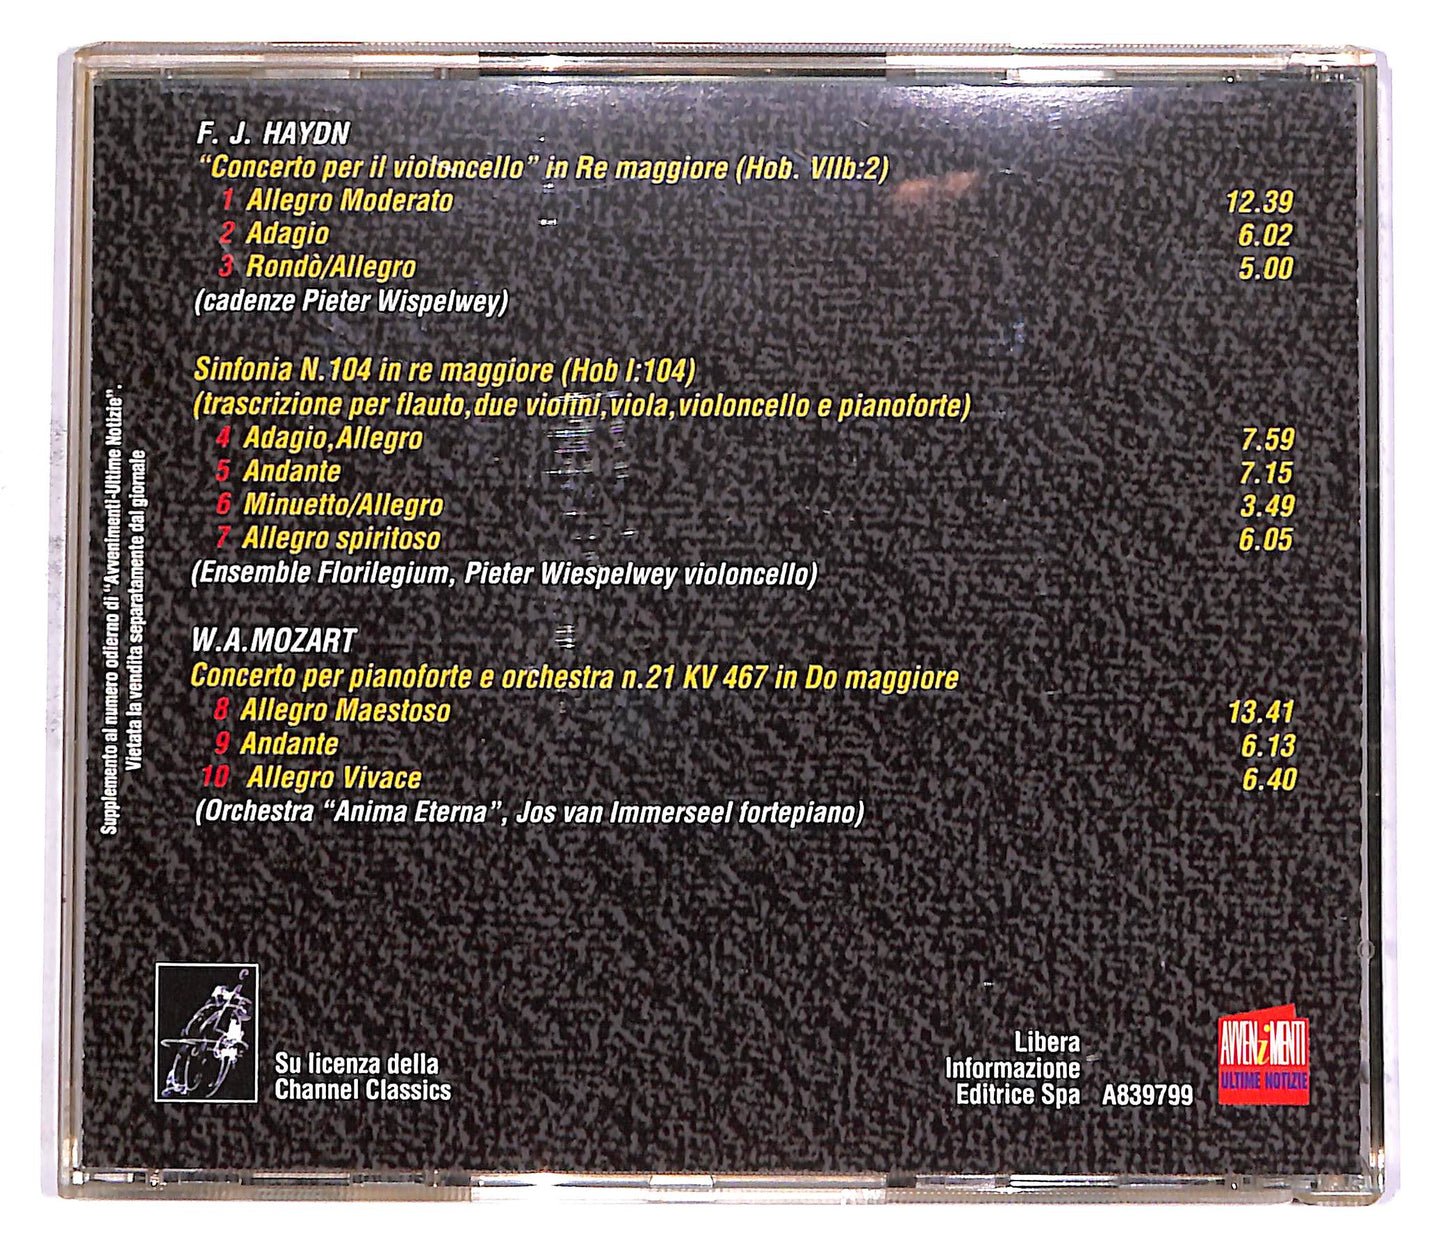 F. J. HAYDN
“Concerto per il violoncello” in Re maggiore (Hob. VIIb:2)
1 Allegro Moderato 12.39
2 Adagio 6.02
3 Rondò/Allegro 5.00
(cadenze Pieter Wispelwey)
Sinfonia N.104 in re maggiore (Hob I:104)
(trascrizione per flauto,due violini,viola,violoncello e pianoforte)
4 Adagio,Allegro 7.59
5 Andante 7.15
6 Minuetto/Allegro 3.49
7 Allegro spiritoso 6.05
(Ensemble Florilegium, Pieter Wiespelwey violoncello)
W.A.MOZART
Concerto per pianoforte e orchestra n.21 KV 467 in Do maggiore
8 Allegro Maestoso 13.41
9 Andante 6.13
10 Allegro Vivace 6.40
(Orchestra “Anima Eterna”, Jos van Immerseel fortepiano)
Supplemento al numero odierno di “Avvenimenti-Ultime Notizie”.
Vietata la vendita separatamente dal giornale
Su licenza della
Channel Classics
Libera
Informazione
Editrice Spa A839799
AVVENiMENTI
ULTIME NOTIZIE